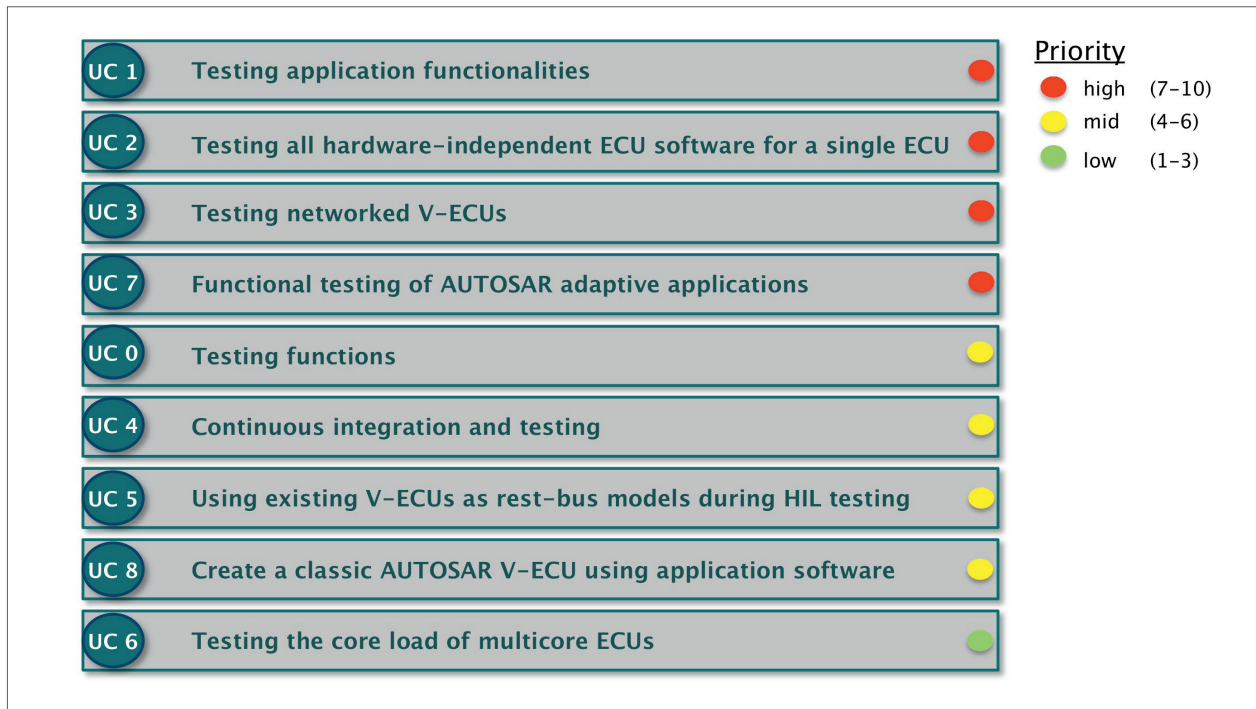 UC 1 Testing application functionalities
UC 2 Testing all hardware-independent ECU software for a single ECU
UC 3 Testing networked V-ECUs
UC 7 Functional testing of AUTOSAR adaptive applications
UC 0 Testing functions
UC 4 Continuous integration and testing
UC 5 Using existing V-ECUs as rest-bus models during HIL testing
UC 8 Create a classic AUTOSAR V-ECU using application software
UC 6 Testing the core load of multicore ECUs
Priority
high (7-10)
mid (4-6)
low (1-3)